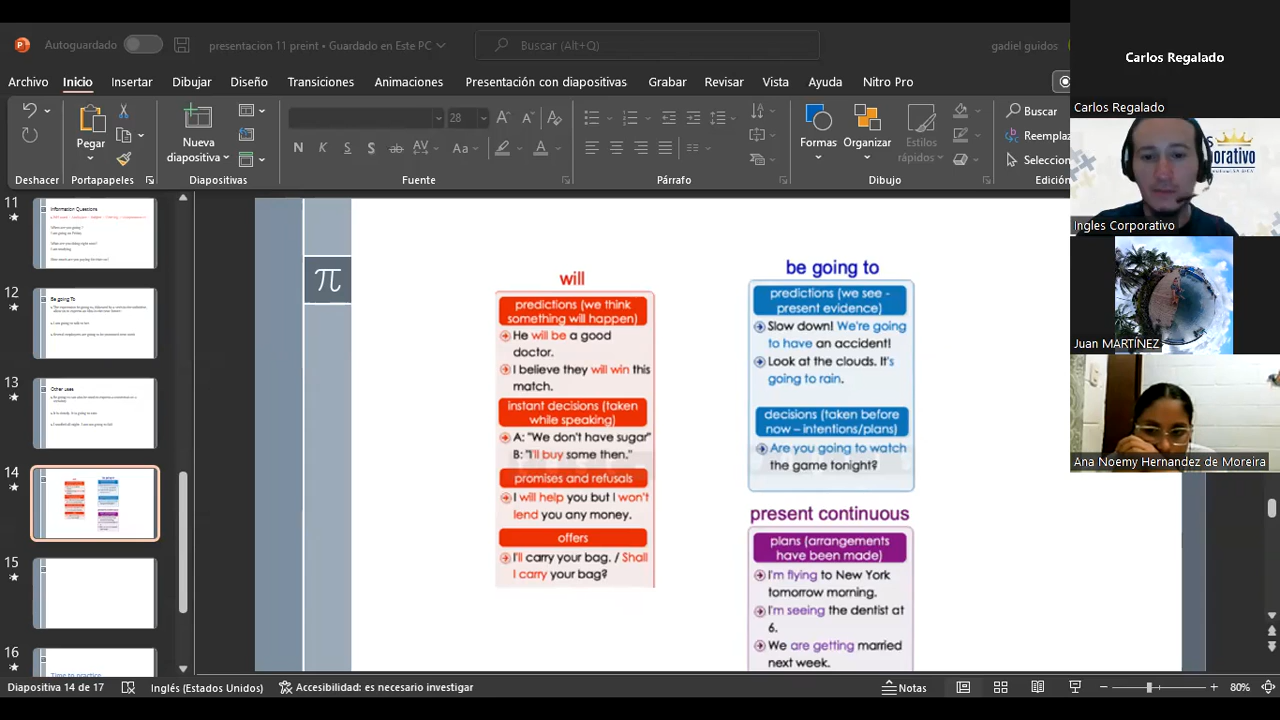 Autoguardado
presentacion 11 preint • Guardado en Este PC
Buscar (Alt+Q)
gadiel guidos
Archivo Inicio Insertar Dibujar Diseño Transiciones Animaciones Presentación con diapositivas Grabar Revisar Vista Ayuda Nitro Pro
28
Buscar
Pegar
Nueva diapositiva
Formas
Organizar
Estilos rápidos
Deshacer Portapapeles Diapositivas Fuente Párrafo Dibujo
Carlos Regalado
Carlos Regalado
Ingles Corporativo
Juan MARTÍNEZ
Ana Noemy Hernandez de Moreira
11
Information Questions
12
Be going To
13
Other uses
14
15
16
Time to practice
π
will
predictions (we think
something will happen)
He will be a good
doctor.
I believe they will win this
match.
instant decisions (taken
while speaking)
A: "We don't have sugar"
B: "I'll buy some then."
promises and refusals
I will help you but I won't
lend you any money.
offers
I'll carry your bag. / Shall
I carry your bag?
be going to
predictions (we see -
present evidence)
Slow down! We're going
to have an accident!
Look at the clouds. It's
going to rain.
decisions (taken before
now – intentions/plans)
Are you going to watch
the game tonight?
present continuous
plans (arrangements
have been made)
I'm flying to New York
tomorrow morning.
I'm seeing the dentist at
6.
We are getting married
next week.
Diapositiva 14 de 17 Inglés (Estados Unidos) Accesibilidad: es necesario investigar Notas 80%